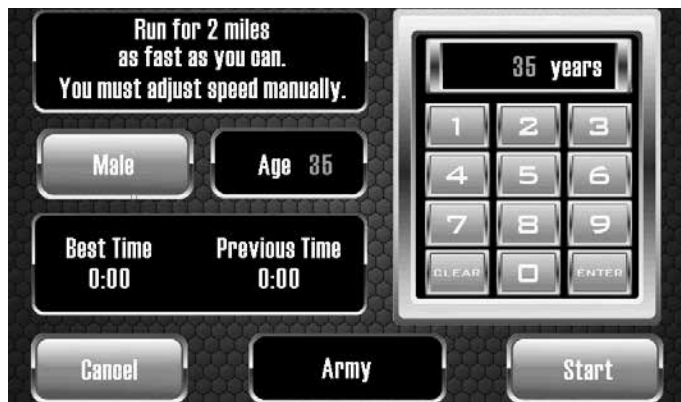 Run for 2 miles
as fast as you can.
You must adjust speed manually.
Male
Age 35
Best Time Previous Time
0:00 0:00
35 years
1 2 3
4 5 6
7 8 9
CLEAR 0 ENTER
Cancel Army Start